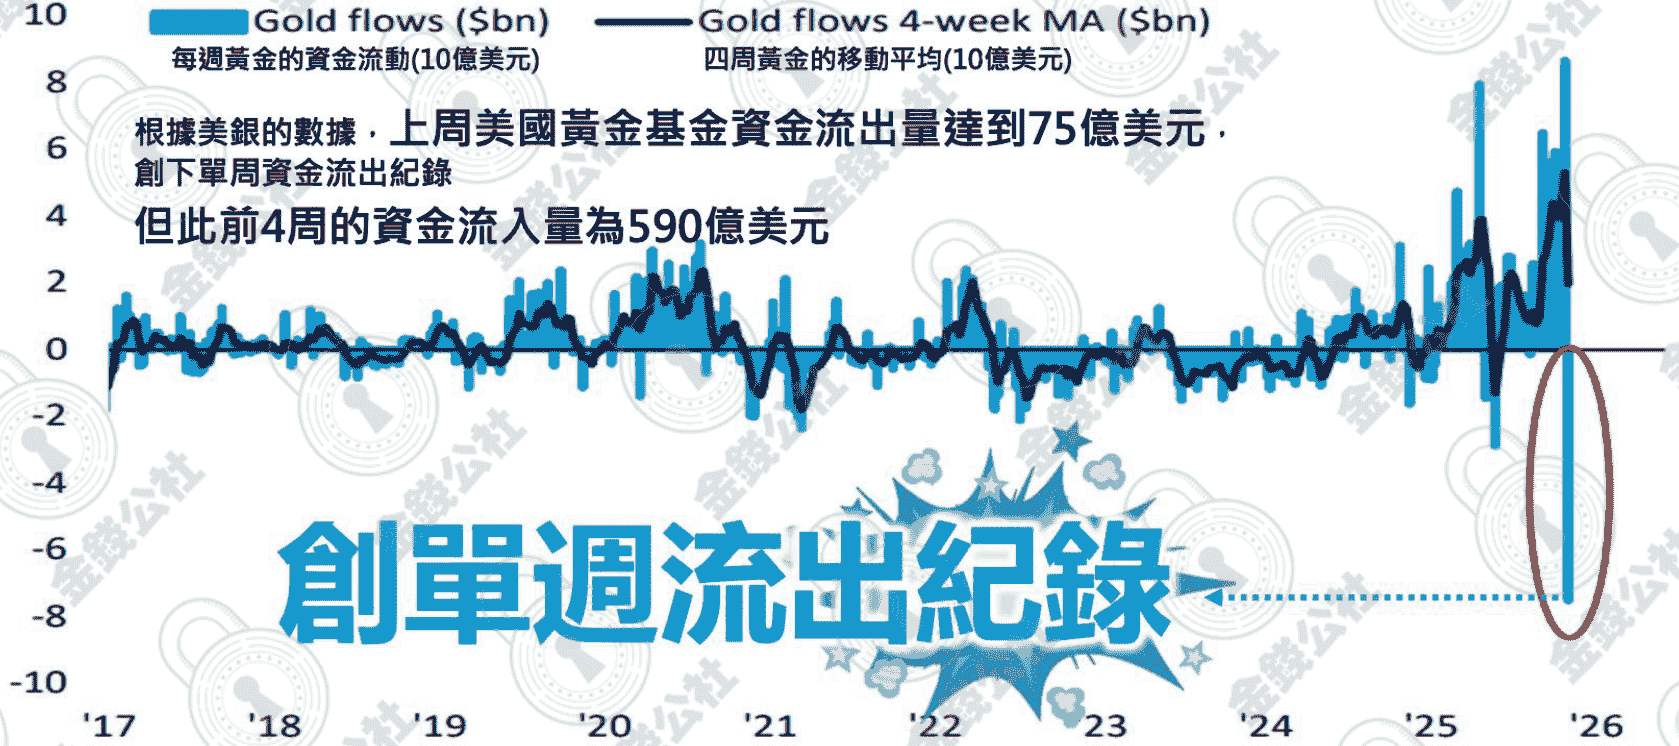 10
Gold flows ($bn)
Gold flows 4-week MA ($bn)
每週黃金的資金流動(10億美元)
四周黃金的移動平均(10億美元)
8
根據美銀的數據，上周美國黃金基金資金流出量達到75億美元，
6
創下單周資金流出紀錄
4
但此前4周的資金流入量為590億美元
2
0
-2
-4
-6
創單週流出紀錄
-8
-10
'17 '18 '19 '20 '21 '22 '23 '24 '25 '26
金錢公社